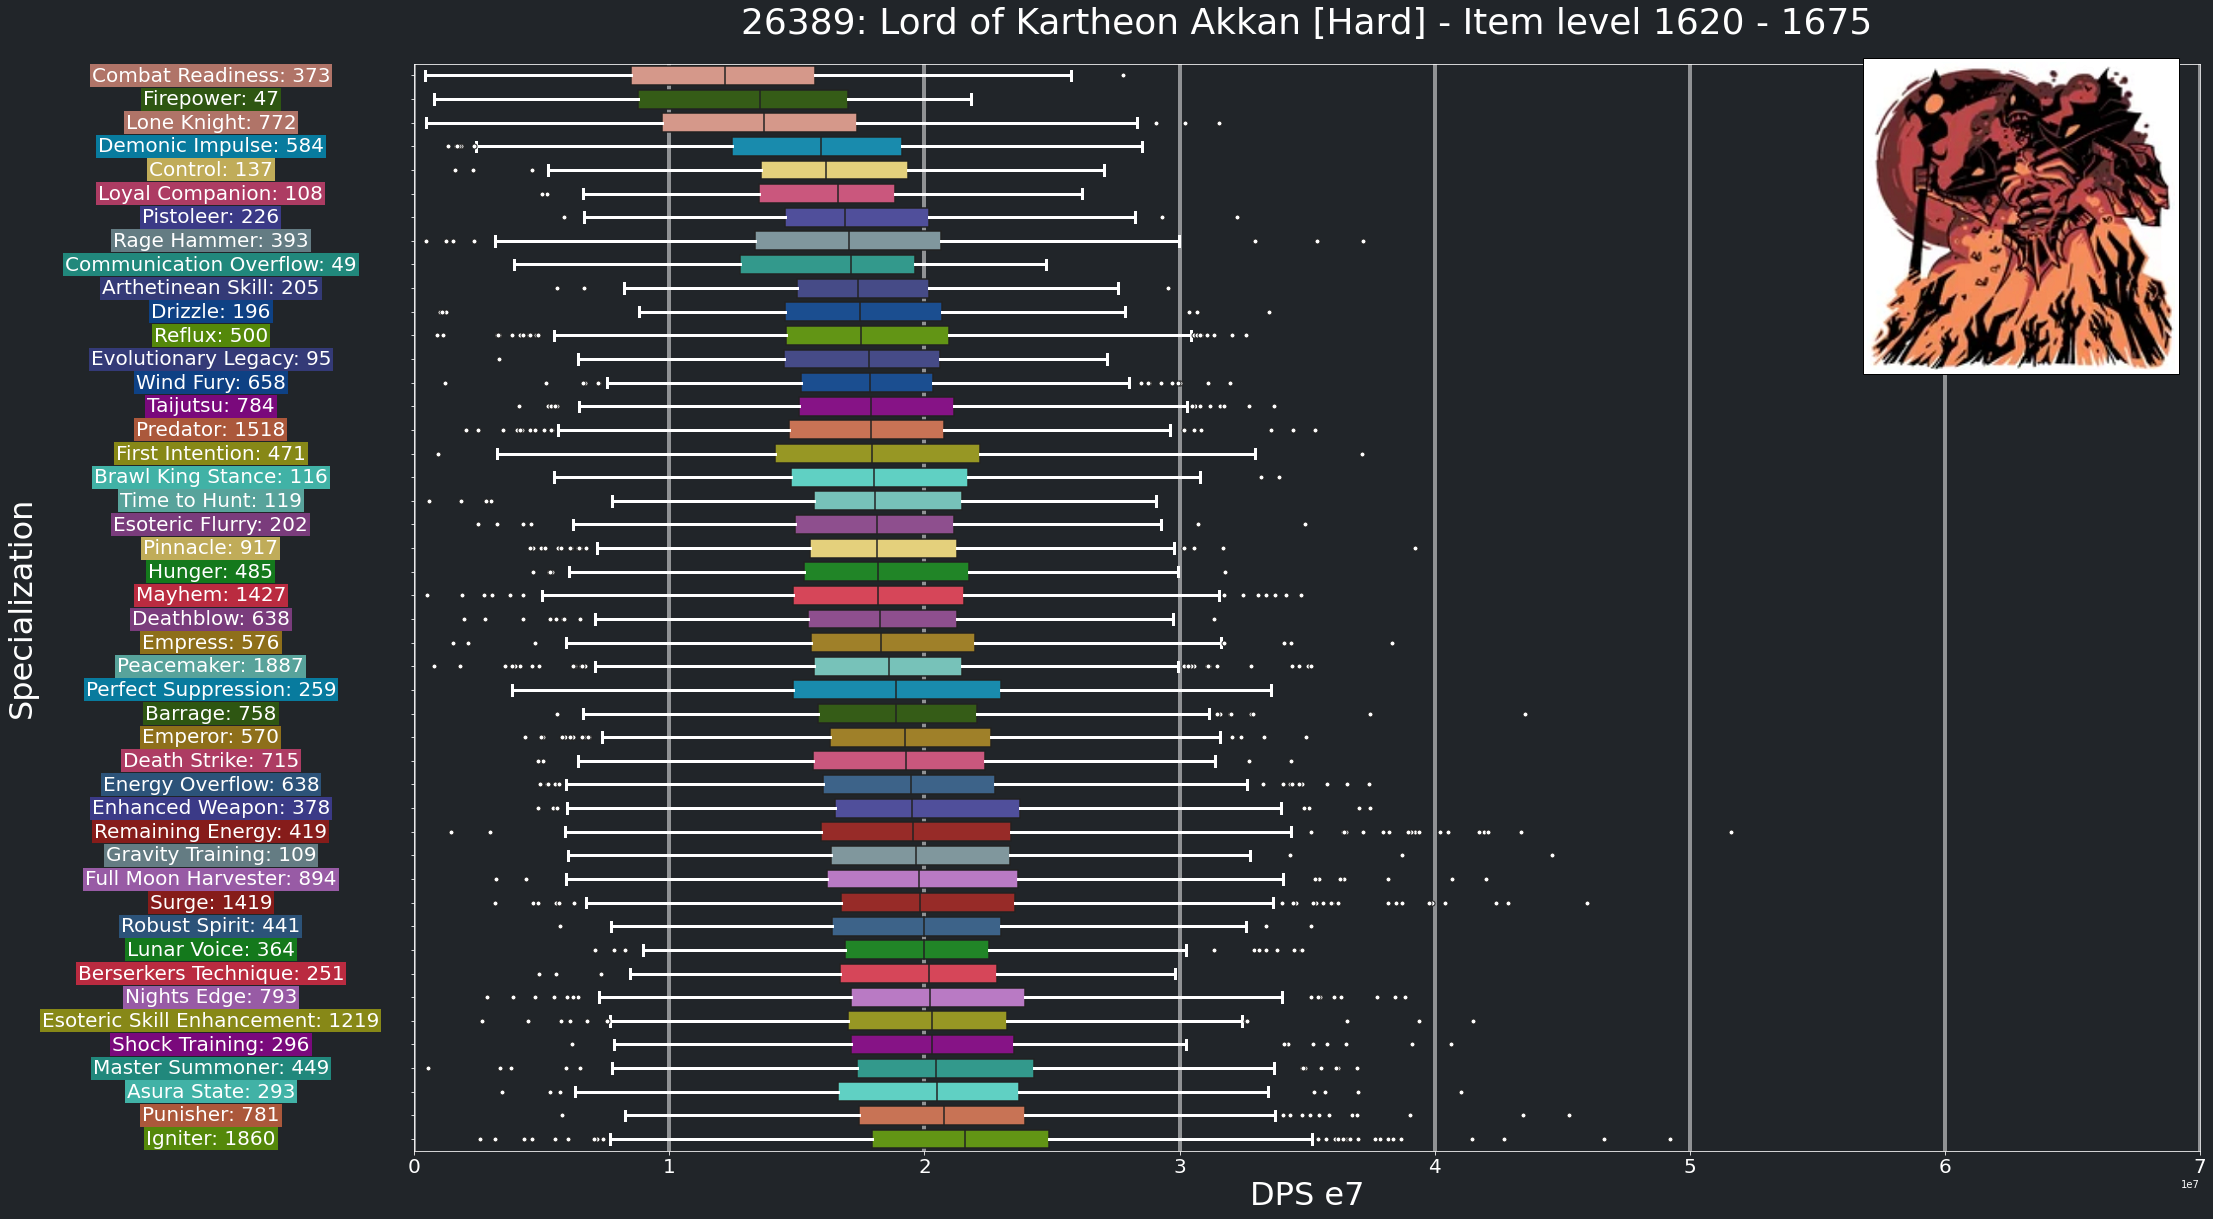 26389: Lord of Kartheon Akkan [Hard] - Item level 1620 - 1675
Combat Readiness: 373
Firepower: 47
Lone Knight: 772
Demonic Impulse: 584
Control: 137
Loyal Companion: 108
Pistoleer: 226
Rage Hammer: 393
Communication Overflow: 49
Arthetinean Skill: 205
Drizzle: 196
Reflux: 500
Evolutionary Legacy: 95
Wind Fury: 658
Taijutsu: 784
Predator: 1518
First Intention: 471
Brawl King Stance: 116
Time to Hunt: 119
Esoteric Flurry: 202
Pinnacle: 917
Hunger: 485
Mayhem: 1427
Deathblow: 638
Empress: 576
Peacemaker: 1887
Perfect Suppression: 259
Barrage: 758
Emperor: 570
Death Strike: 715
Energy Overflow: 638
Enhanced Weapon: 378
Remaining Energy: 419
Gravity Training: 109
Full Moon Harvester: 894
Surge: 1419
Robust Spirit: 441
Lunar Voice: 364
Berserkers Technique: 251
Nights Edge: 793
Esoteric Skill Enhancement: 1219
Shock Training: 296
Master Summoner: 449
Asura State: 293
Punisher: 781
Igniter: 1860
Specialization
0 1 2 3 4 5 6 7
1e7
DPS e7